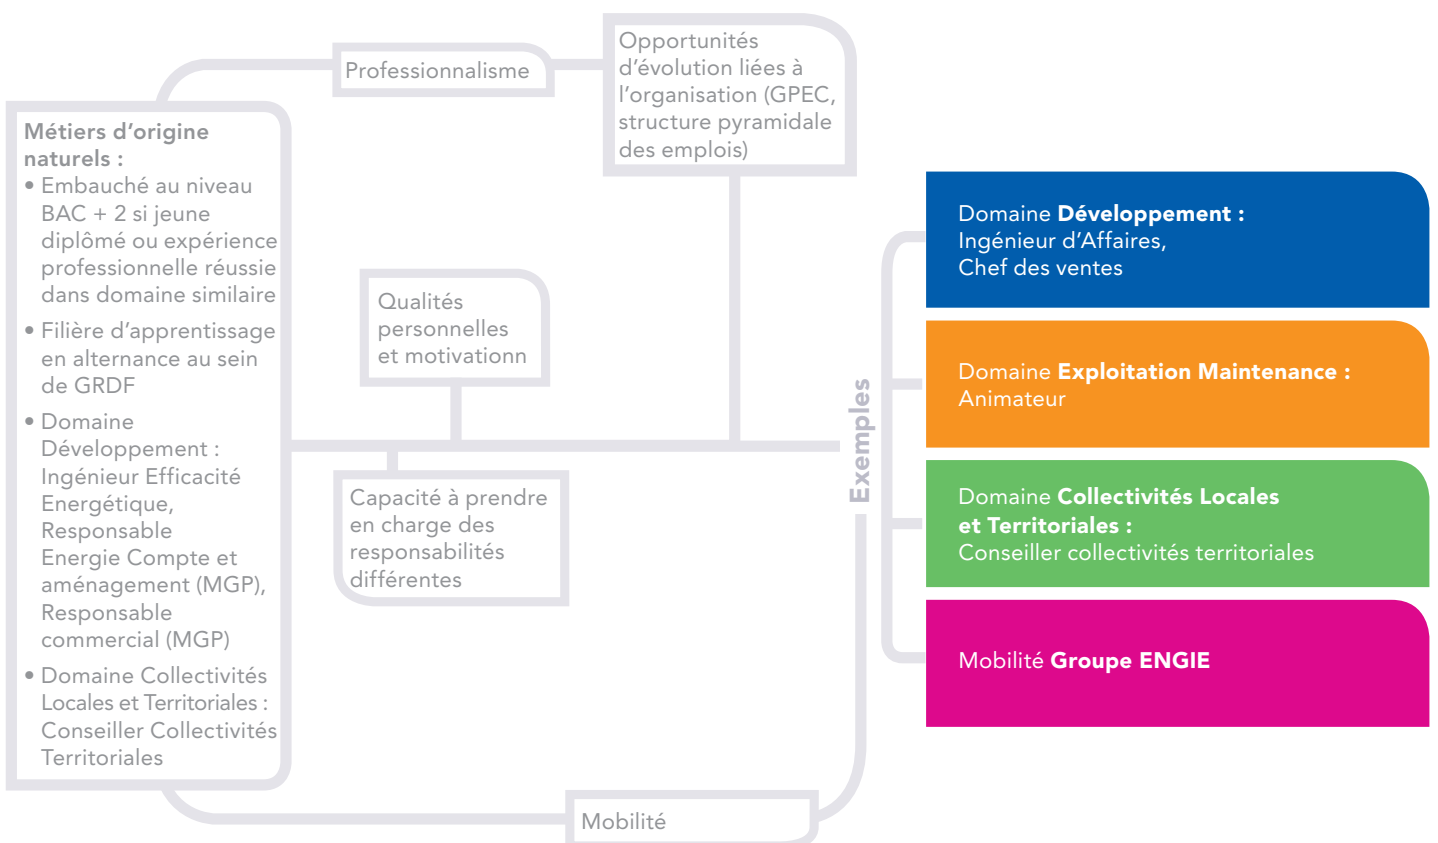 Professionnalisme
Opportunités
d’évolution liées à
l’organisation (GPEC,
structure pyramidale
des emplois)
Métiers d’origine
naturels :
• Embauché au niveau
BAC + 2 si jeune
diplômé ou expérience
professionnelle réussie
dans domaine similaire
• Filière d’apprentissage
en alternance au sein
de GRDF
• Domaine
Développement :
Ingénieur Efficacité
Energétique,
Responsable
Energie Compte et
aménagement (MGP),
Responsable
commercial (MGP)
• Domaine Collectivités
Locales et Territoriales :
Conseiller Collectivités
Territoriales
Qualités
personnelles
et motivationn
Capacité à prendre
en charge des
responsabilités
différentes
Mobilité
Exemples
Domaine Développement :
Ingénieur d’Affaires,
Chef des ventes
Domaine Exploitation Maintenance :
Animateur
Domaine Collectivités Locales
et Territoriales :
Conseiller collectivités territoriales
Mobilité Groupe ENGIE